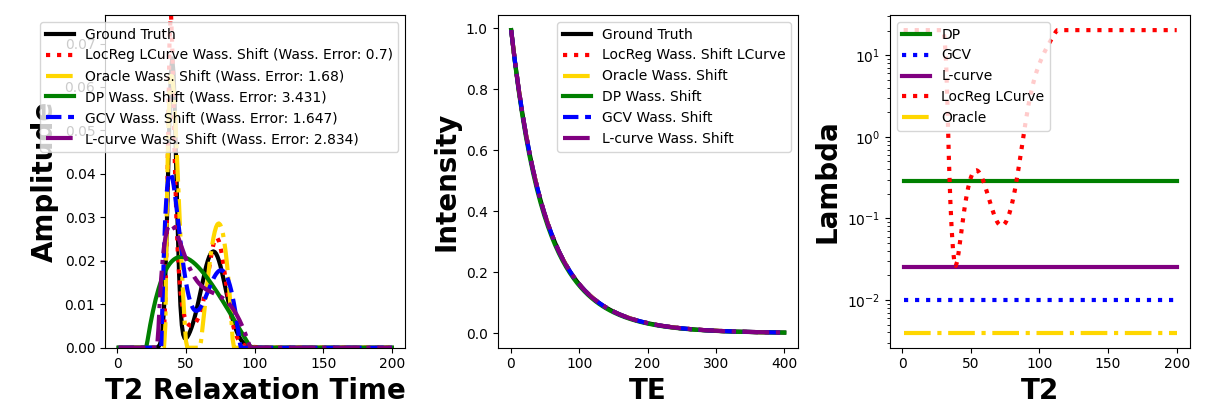 Ground Truth
LocReg LCurve Wass. Shift (Wass. Error: 0.7)
Oracle Wass. Shift (Wass. Error: 1.68)
DP Wass. Shift (Wass. Error: 3.431)
GCV Wass. Shift (Wass. Error: 1.647)
L-curve Wass. Shift (Wass. Error: 2.834)
Amplitude
0.07
0.06
0.05
0.04
0.03
0.02
0.01
0.00
0
50
100
150
200
T2 Relaxation Time
Ground Truth
LocReg Wass. Shift LCurve
Oracle Wass. Shift
DP Wass. Shift
GCV Wass. Shift
L-curve Wass. Shift
Intensity
1.0
0.8
0.6
0.4
0.2
0.0
0
100
200
300
400
TE
DP
GCV
L-curve
LocReg LCurve
Oracle
Lambda
10¹
10⁰
10⁻¹
10⁻²
0
50
100
150
200
T2